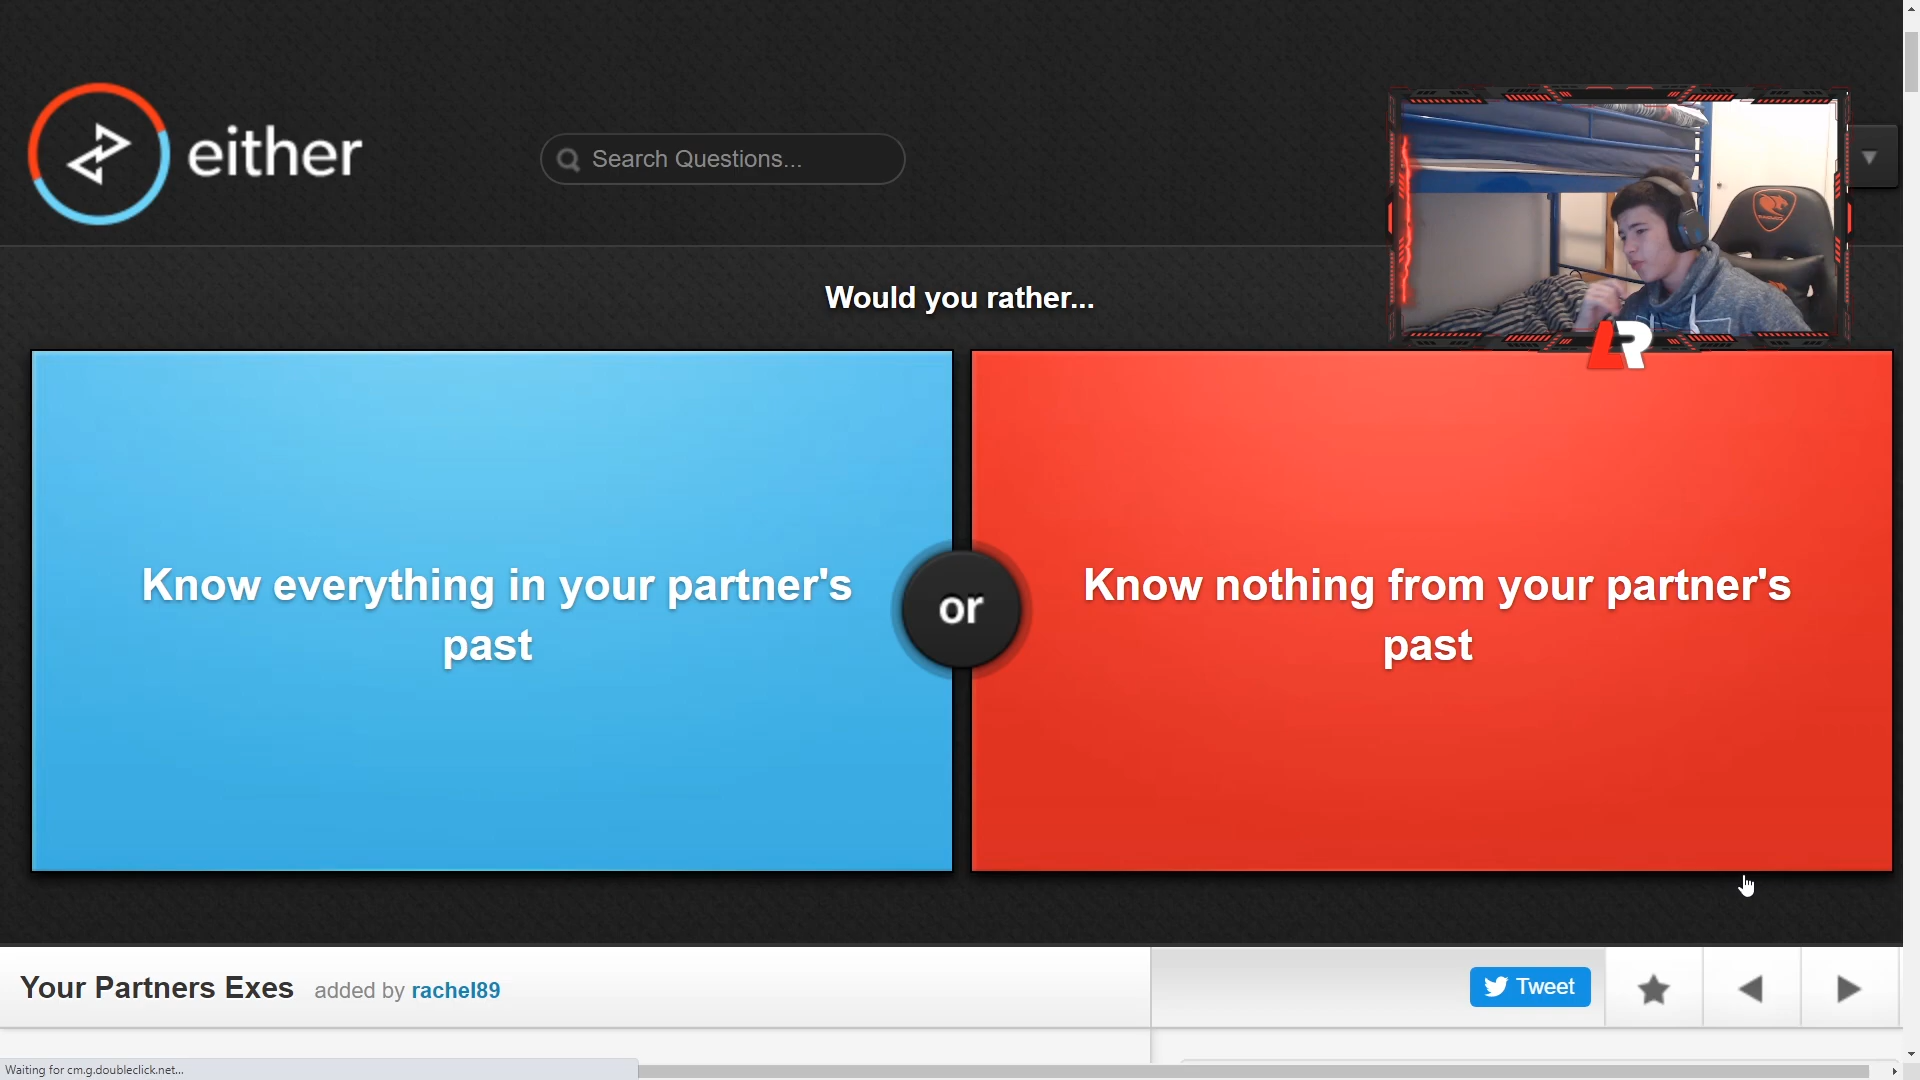 either
Search Questions...
Would you rather...
Know everything in your partner's
past
or
Know nothing from your partner's
past
LR
Your Partners Exes added by rachel89
Tweet
Waiting for cm.g.doubleclick.net...